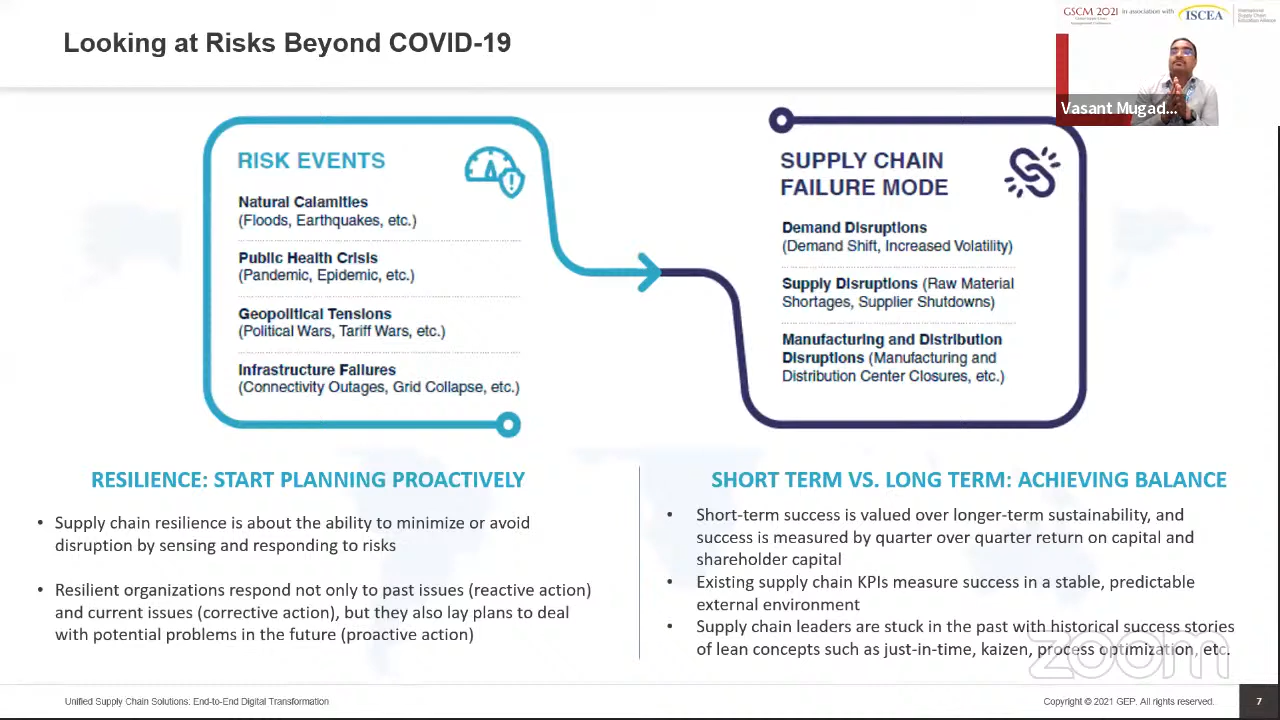 Looking at Risks Beyond COVID-19
GSCM 2021
in association with
ISCEA
International
Supply Chain
Education Alliance
Vasant Mugad...
RISK EVENTS
Natural Calamities
(Floods, Earthquakes, etc.)
Public Health Crisis
(Pandemic, Epidemic, etc.)
Geopolitical Tensions
(Political Wars, Tariff Wars, etc.)
Infrastructure Failures
(Connectivity Outages, Grid Collapse, etc.)
SUPPLY CHAIN
FAILURE MODE
Demand Disruptions
(Demand Shift, Increased Volatility)
Supply Disruptions (Raw Material
Shortages, Supplier Shutdowns)
Manufacturing and Distribution
Disruptions (Manufacturing and
Distribution Center Closures, etc.)
RESILIENCE: START PLANNING PROACTIVELY
• Supply chain resilience is about the ability to minimize or avoid
disruption by sensing and responding to risks
• Resilient organizations respond not only to past issues (reactive action)
and current issues (corrective action), but they also lay plans to deal
with potential problems in the future (proactive action)
SHORT TERM VS. LONG TERM: ACHIEVING BALANCE
• Short-term success is valued over longer-term sustainability, and
success is measured by quarter over quarter return on capital and
shareholder capital
• Existing supply chain KPIs measure success in a stable, predictable
external environment
• Supply chain leaders are stuck in the past with historical success stories
of lean concepts such as just-in-time, kaizen, process optimization, etc.
zoom
Unified Supply Chain Solutions: End-to-End Digital Transformation
Copyright © 2021 GEP. All rights reserved.
7